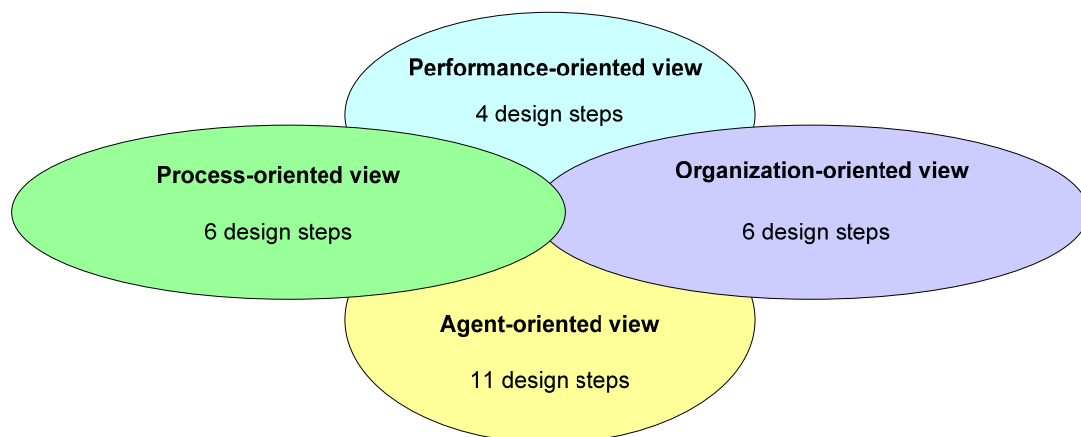 Performance-oriented view
4 design steps
Process-oriented view
6 design steps
Organization-oriented view
6 design steps
Agent-oriented view
11 design steps